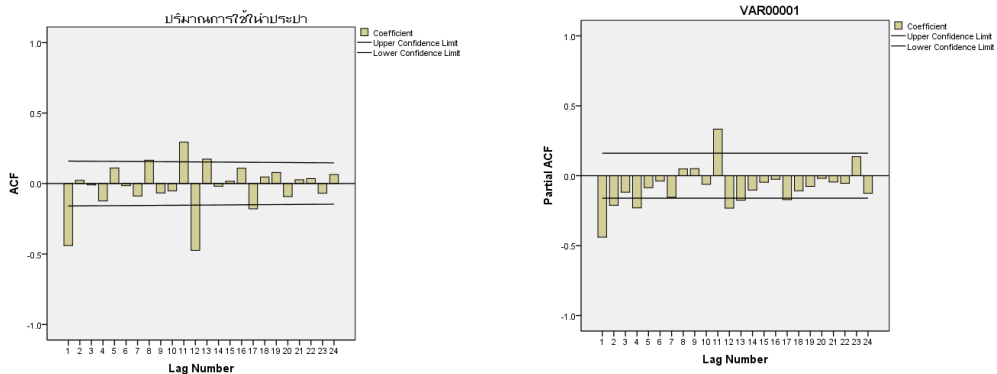 ปริมาณการใช้น้ำประปา
Coefficient
Upper Confidence Limit
Lower Confidence Limit
1.0
0.5
0.0
-0.5
-1.0
ACF
1 2 3 4 5 6 7 8 9 10 11 12 13 14 15 16 17 18 19 20 21 22 23 24
Lag Number
VAR00001
Coefficient
Upper Confidence Limit
Lower Confidence Limit
1.0
0.5
0.0
-0.5
-1.0
Partial ACF
1 2 3 4 5 6 7 8 9 10 11 12 13 14 15 16 17 18 19 20 21 22 23 24
Lag Number